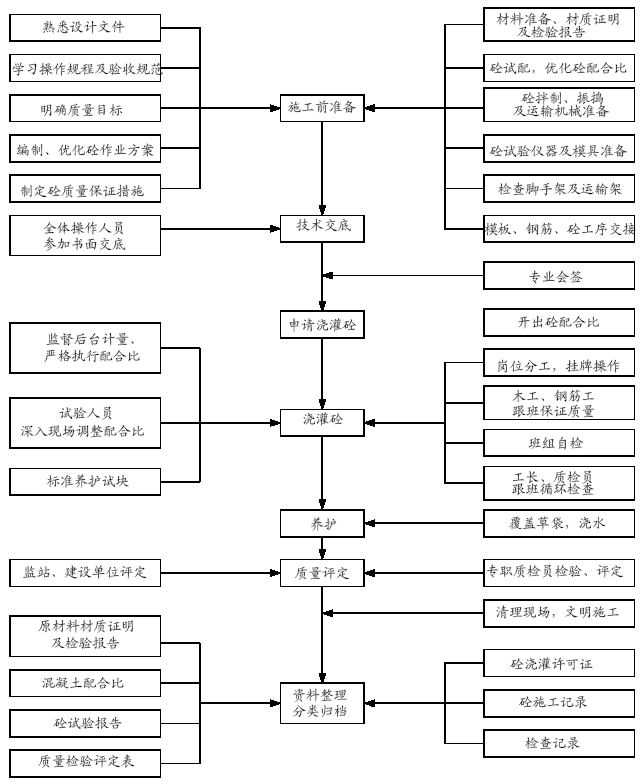 熟悉设计文件
学习操作规程及验收规范
明确质量目标
编制、优化砼作业方案
制定砼质量保证措施
全体操作人员
参加书面交底
监督后台计量、
严格执行配合比
试验人员
深入现场调整配合比
标准养护试块
监站、建设单位评定
原材料材质证明
及检验报告
混凝土配合比
砼试验报告
质量检验评定表
施工前准备
技术交底
申请浇灌砼
浇灌砼
养护
质量评定
资料整理
分类归档
材料准备、材质证明
及检验报告
砼试配，优化砼配合比
砼拌制、振捣
及运输机械准备
砼试验仪器及模具准备
检查脚手架及运输架
模板、钢筋、砼工序交接
专业会签
开出砼配合比
岗位分工，挂牌操作
木工、钢筋工
跟班保证质量
班组自检
工长、质检员
跟班循环检查
覆盖草袋，浇水
专职质检员检验、评定
清理现场，文明施工
砼浇灌许可证
砼施工记录
检查记录